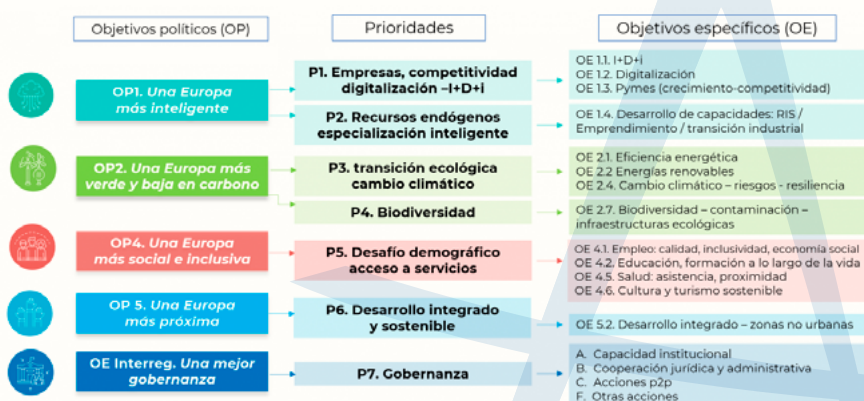 Objetivos políticos (OP)
Prioridades
Objetivos específicos (OE)
OP1. Una Europa
más inteligente
P1. Empresas, competitividad
digitalización –I+D+i
OE 1.1. I+D+i
OE 1.2. Digitalización
OE 1.3. Pymes (crecimiento-competitividad)
P2. Recursos endógenos
especialización inteligente
OE 1.4. Desarrollo de capacidades: RIS /
Emprendimiento / transición industrial
OP2. Una Europa más
verde y baja en carbono
P3. transición ecológica
cambio climático
OE 2.1. Eficiencia energética
OE 2.2 Energías renovables
OE 2.4. Cambio climático – riesgos - resiliencia
P4. Biodiversidad
OE 2.7. Biodiversidad – contaminación –
infraestructuras ecológicas
OP4. Una Europa
más social e inclusiva
P5. Desafío demográfico
acceso a servicios
OE 4.1. Empleo: calidad, inclusividad, economía social
OE 4.2. Educación, formación a lo largo de la vida
OE 4.5. Salud: asistencia, proximidad
OE 4.6. Cultura y turismo sostenible
OP 5. Una Europa
más próxima
P6. Desarrollo integrado
y sostenible
OE 5.2. Desarrollo integrado – zonas no urbanas
OE Interreg. Una mejor
gobernanza
P7. Gobernanza
A. Capacidad institucional
B. Cooperación jurídica y administrativa
C. Acciones p2p
F. Otras acciones